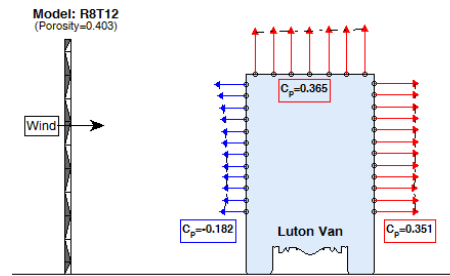 Model: R8T12
(Porosity=0.403)
Wind
Cp=0.365
Luton Van
Cp=-0.182
Cp=0.351